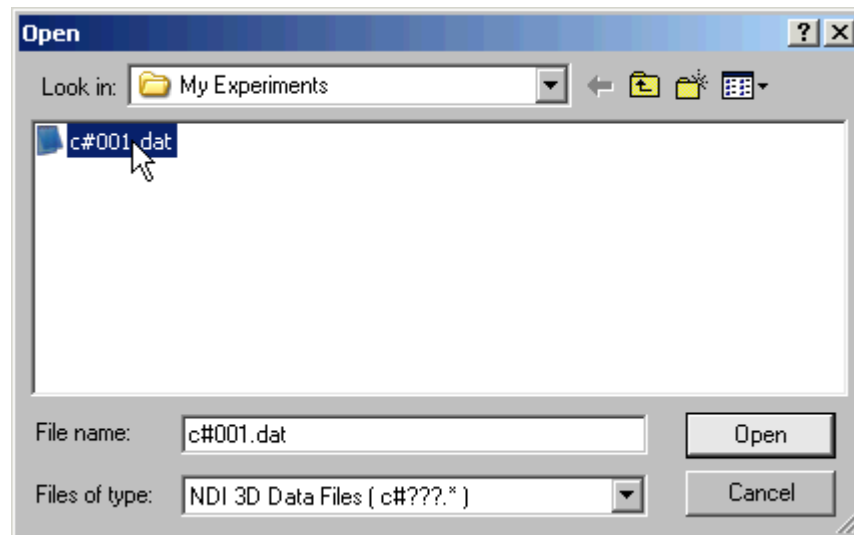 Open
Look in: My Experiments
c#001.dat
File name: c#001.dat Open
Files of type: NDI 3D Data Files ( c#???.* ) Cancel